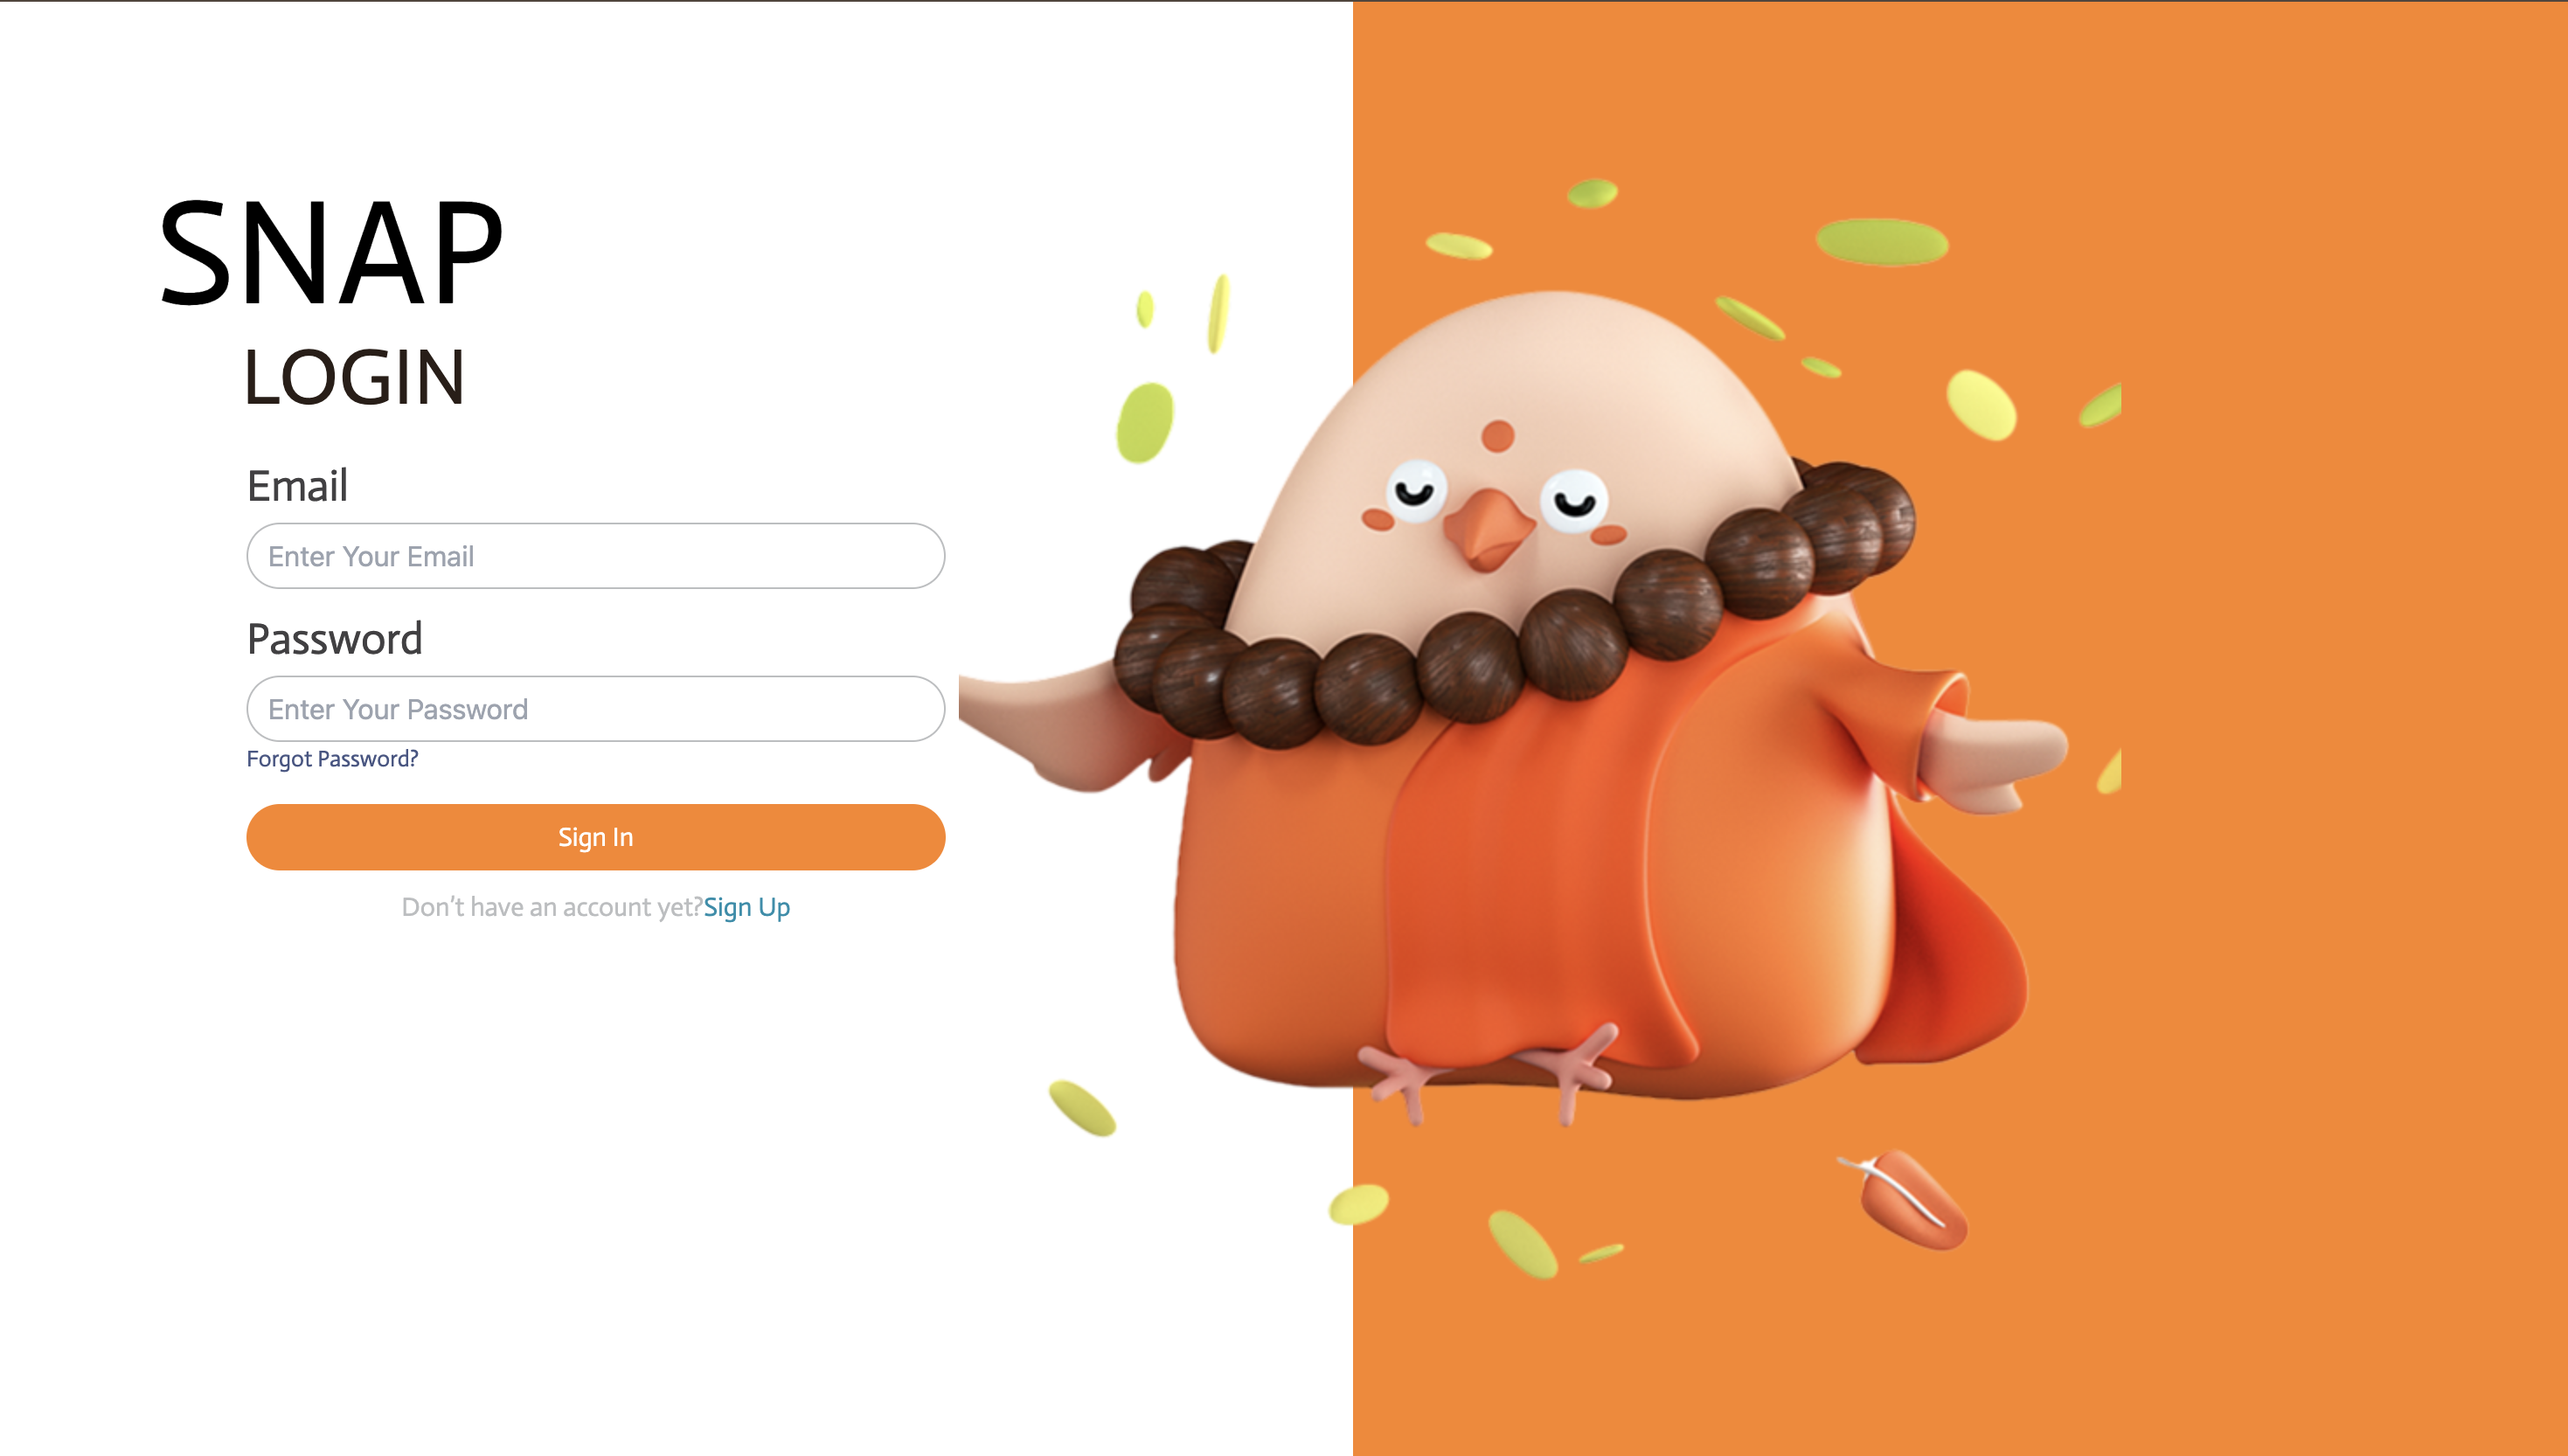 SNAP
LOGIN
Email
Enter Your Email
Password
Enter Your Password
Forgot Password?
Sign In
Don’t have an account yet?Sign Up